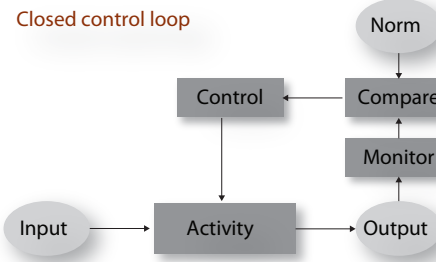 Closed control loop
Norm
Control
Compare
Monitor
Input
Activity
Output